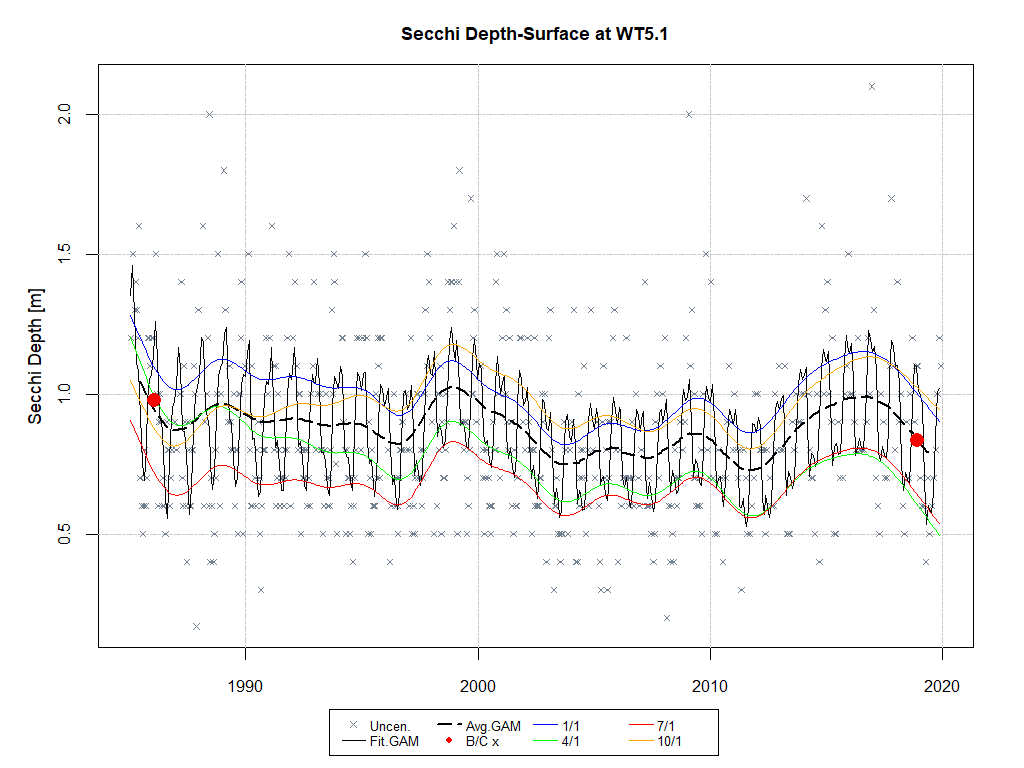 Secchi Depth-Surface at WT5.1
Secchi Depth [m]
2.0
1.5
1.0
0.5
1990 2000 2010 2020
Uncen. Avg.GAM 1/1 7/1
Fit.GAM B/C x 4/1 10/1